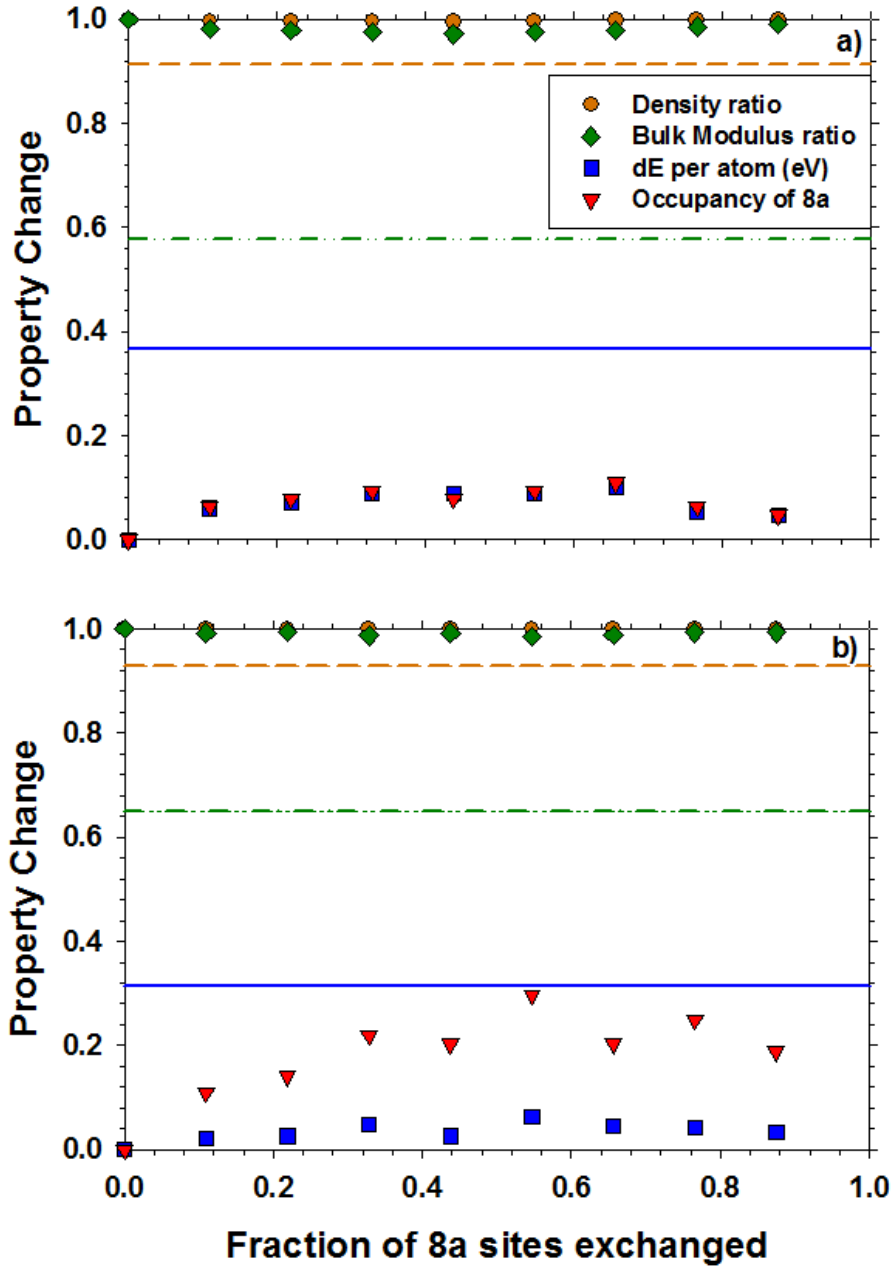 1.0
a)
Density ratio
Bulk Modulus ratio
dE per atom (eV)
Occupancy of 8a
0.8
0.6
0.4
0.2
0.0
Property Change
1.0
b)
0.8
0.6
0.4
0.2
0.0
Property Change
0.0 0.2 0.4 0.6 0.8 1.0
Fraction of 8a sites exchanged